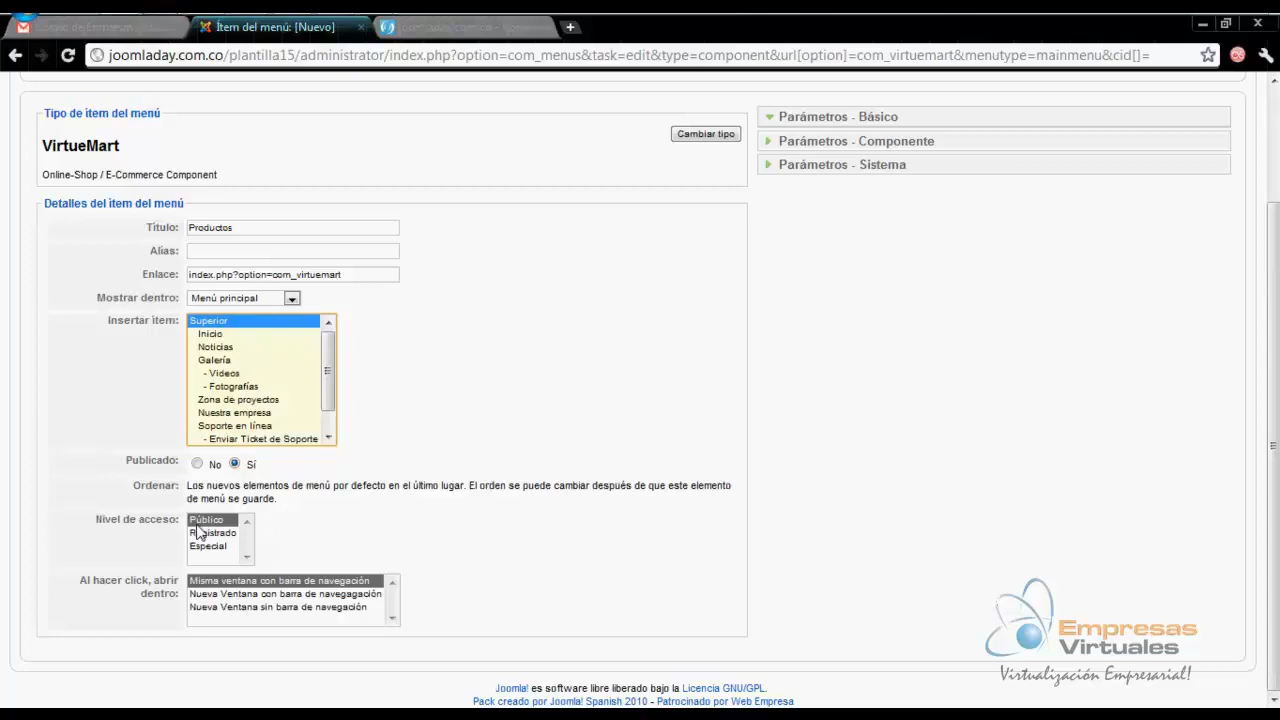 Ítem del menú: [Nuevo]
joomladay.com.co/plantilla15/administrator/index.php?option=com_menus&task=edit&type=component&url[option]=com_virtuemart&menutype=mainmenu&cid[]=
Tipo de ítem del menú
VirtueMart
Cambiar tipo
Online-Shop / E-Commerce Component
Parámetros - Básico
Parámetros - Componente
Parámetros - Sistema
Detalles del ítem del menú
Título: Productos
Alias:
Enlace: index.php?option=com_virtuemart
Mostrar dentro: Menú principal
Insertar ítem: Superior
Inicio
Noticias
Galería
- Videos
- Fotografías
Zona de proyectos
Nuestra empresa
Soporte en línea
- Enviar Ticket de Soporte
Publicado: No Sí
Ordenar: Los nuevos elementos de menú por defecto en el último lugar. El orden se puede cambiar después de que este elemento
de menú se guarde.
Nivel de acceso: Público
Registrado
Especial
Al hacer click, abrir
dentro:
Misma ventana con barra de navegación
Nueva Ventana con barra de navegagación
Nueva Ventana sin barra de navegación
Empresas
Virtuales
Virtualización Empresarial!
Joomla! es software libre liberado bajo la Licencia GNU/GPL.
Pack creado por Joomla! Spanish 2010 - Patrocinado por Web Empresa